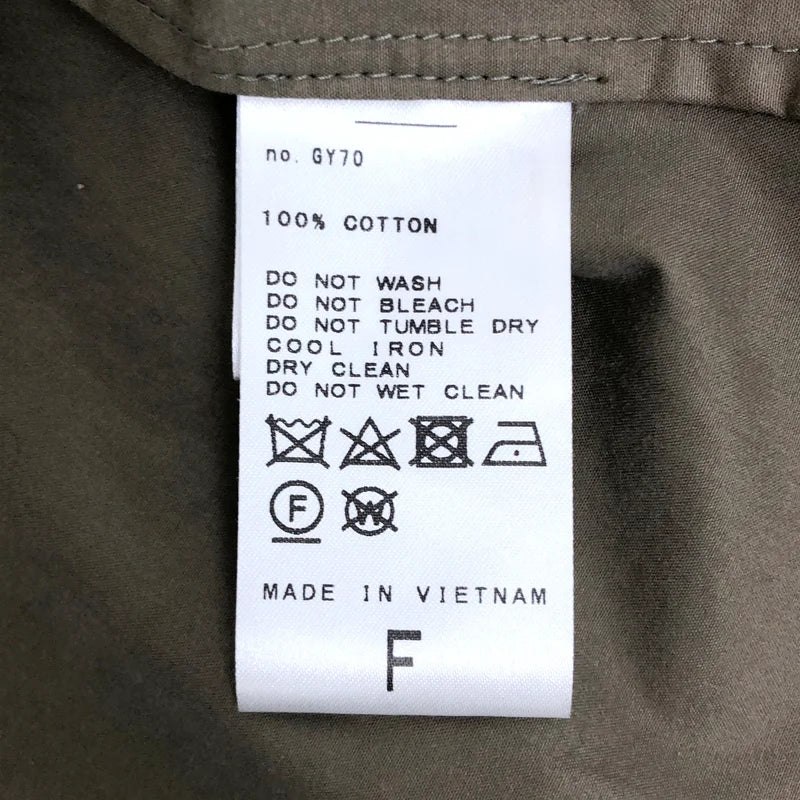 no. GY70
100% COTTON
DO NOT WASH
DO NOT BLEACH
DO NOT TUMBLE DRY
COOL IRON
DRY CLEAN
DO NOT WET CLEAN
F W
MADE IN VIETNAM
F